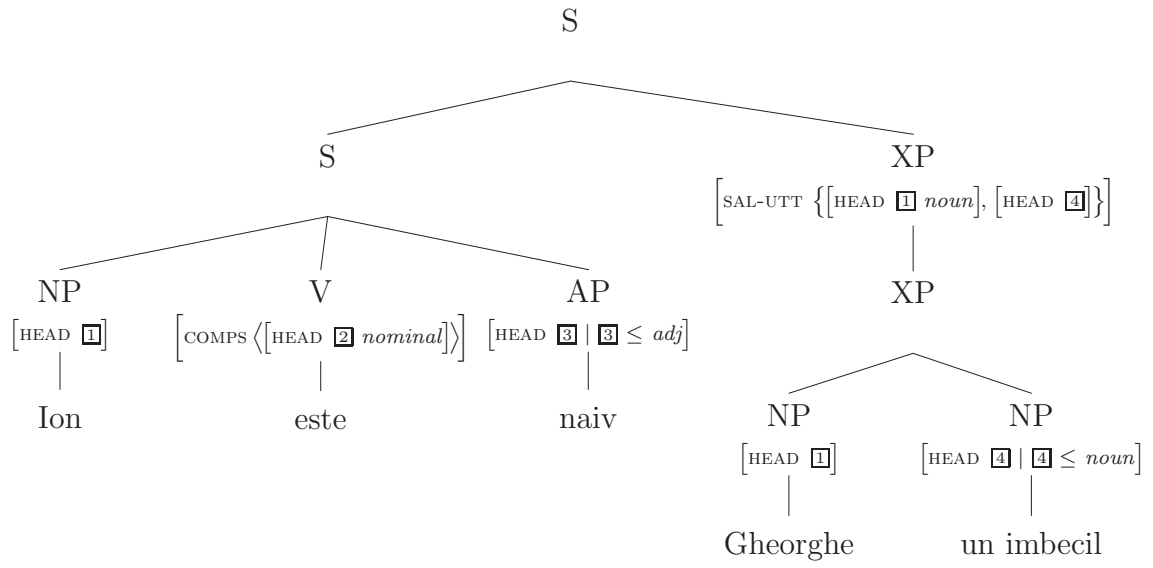 S
S XP
[SAL-UTT {[HEAD 1 noun], [HEAD 4]}]
NP V AP XP
[HEAD 1] [COMPS ⟨[HEAD 2 nominal]⟩] [HEAD 3 | 3 ≤ adj]
Ion este naiv NP NP
[HEAD 1] [HEAD 4 | 4 ≤ noun]
Gheorghe un imbecil